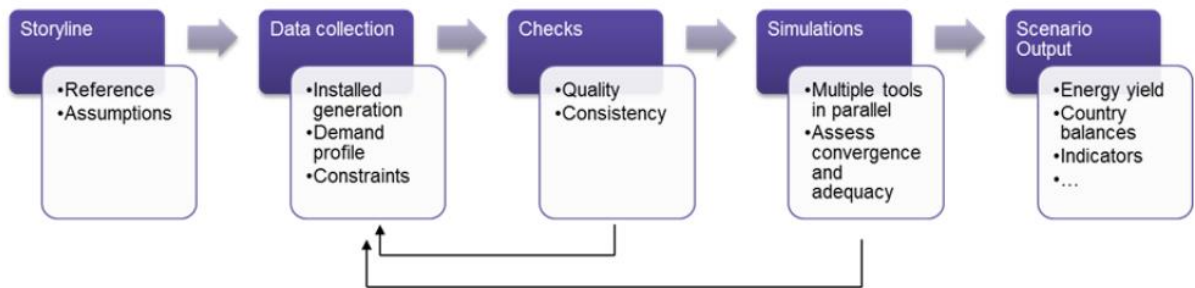 Storyline
•Reference
•Assumptions
Data collection
•Installed
generation
•Demand
profile
•Constraints
Checks
•Quality
•Consistency
Simulations
•Multiple tools
in parallel
•Assess
convergence
and
adequacy
Scenario
Output
•Energy yield
•Country
balances
•Indicators
•…